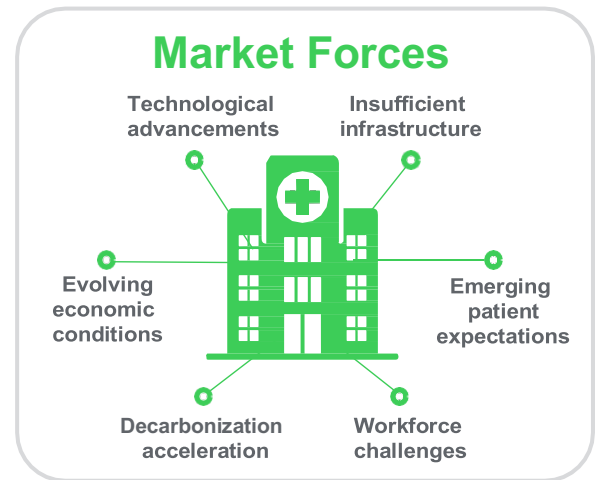 Market Forces
Technological
advancements
Insufficient
infrastructure
Evolving
economic
conditions
Emerging
patient
expectations
Decarbonization
acceleration
Workforce
challenges